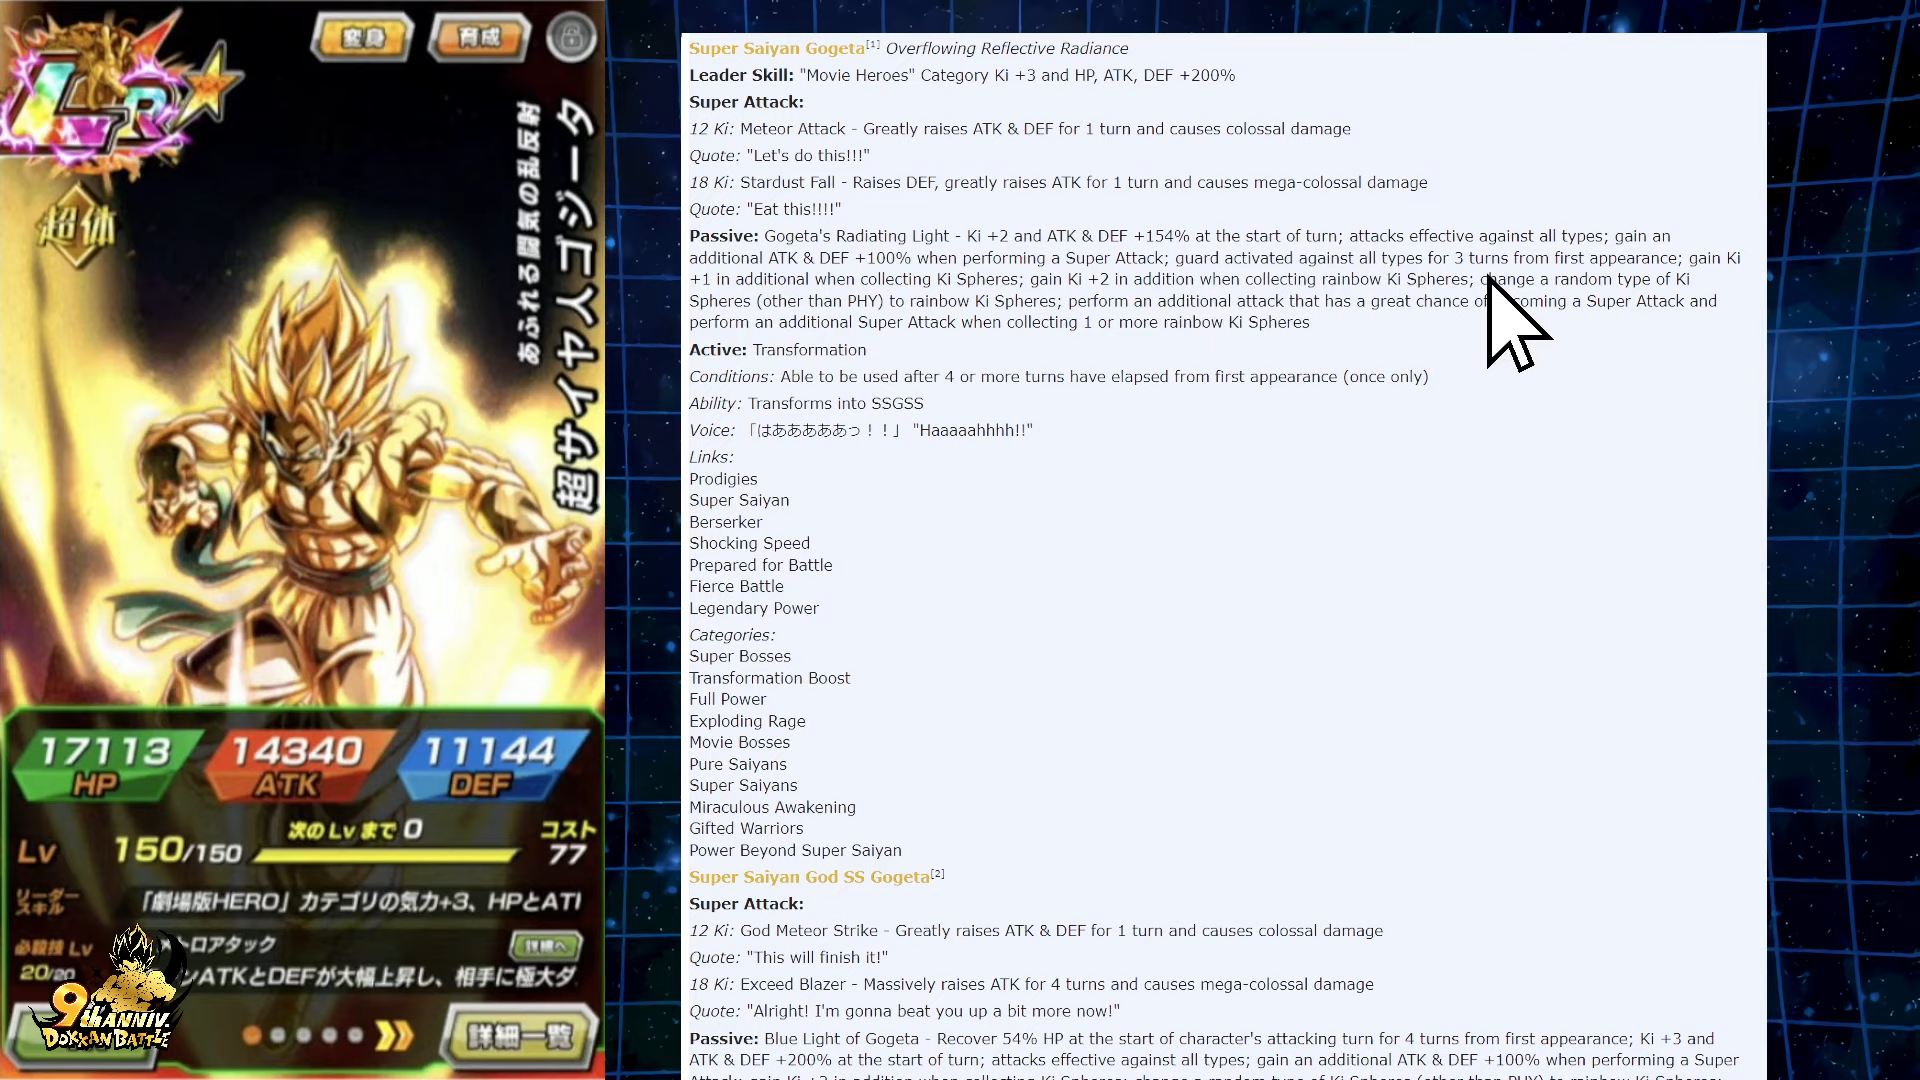 LR
変身
育成
超体
あふれる闘気の乱反射
超サイヤ人ゴジータ
17113
HP
14340
ATK
11144
DEF
次のLvまで 0
コスト
Lv 150/150
77
リーダースキル
「劇場版HERO」カテゴリの気力+3、HPとATI
必殺技 Lv
ロアタック
詳細へ
20/20
ンATKとDEFが大幅上昇し、相手に極大ダ
9th ANNIV.
DOKKAN BATTLE
詳細一覧
Super Saiyan Gogeta[1] Overflowing Reflective Radiance
Leader Skill: "Movie Heroes" Category Ki +3 and HP, ATK, DEF +200%
Super Attack:
12 Ki: Meteor Attack - Greatly raises ATK & DEF for 1 turn and causes colossal damage
Quote: "Let's do this!!!"
18 Ki: Stardust Fall - Raises DEF, greatly raises ATK for 1 turn and causes mega-colossal damage
Quote: "Eat this!!!!"
Passive: Gogeta's Radiating Light - Ki +2 and ATK & DEF +154% at the start of turn; attacks effective against all types; gain an
additional ATK & DEF +100% when performing a Super Attack; guard activated against all types for 3 turns from first appearance; gain Ki
+1 in additional when collecting Ki Spheres; gain Ki +2 in addition when collecting rainbow Ki Spheres; change a random type of Ki
Spheres (other than PHY) to rainbow Ki Spheres; perform an additional attack that has a great chance of becoming a Super Attack and
perform an additional Super Attack when collecting 1 or more rainbow Ki Spheres
Active: Transformation
Conditions: Able to be used after 4 or more turns have elapsed from first appearance (once only)
Ability: Transforms into SSGSS
Voice: 「はあああああっ！！」 "Haaaaahhhh!!"
Links:
Prodigies
Super Saiyan
Berserker
Shocking Speed
Prepared for Battle
Fierce Battle
Legendary Power
Categories:
Super Bosses
Transformation Boost
Full Power
Exploding Rage
Movie Bosses
Pure Saiyans
Super Saiyans
Miraculous Awakening
Gifted Warriors
Power Beyond Super Saiyan
Super Saiyan God SS Gogeta[2]
Super Attack:
12 Ki: God Meteor Strike - Greatly raises ATK & DEF for 1 turn and causes colossal damage
Quote: "This will finish it!"
18 Ki: Exceed Blazer - Massively raises ATK for 4 turns and causes mega-colossal damage
Quote: "Alright! I'm gonna beat you up a bit more now!"
Passive: Blue Light of Gogeta - Recover 54% HP at the start of character's attacking turn for 4 turns from first appearance; Ki +3 and
ATK & DEF +200% at the start of turn; attacks effective against all types; gain an additional ATK & DEF +100% when performing a Super